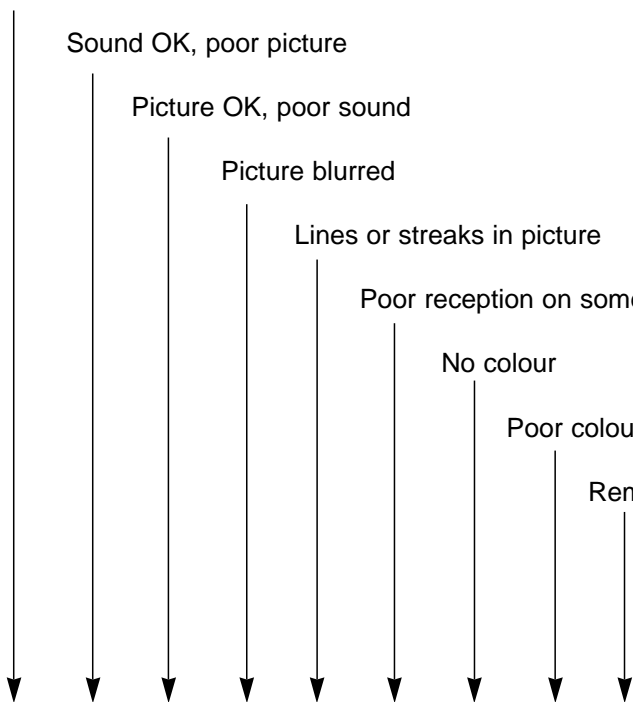 Sound OK, poor picture
Picture OK, poor sound
Picture blurred
Lines or streaks in picture
Poor reception on some
No colour
Poor colou
Ren